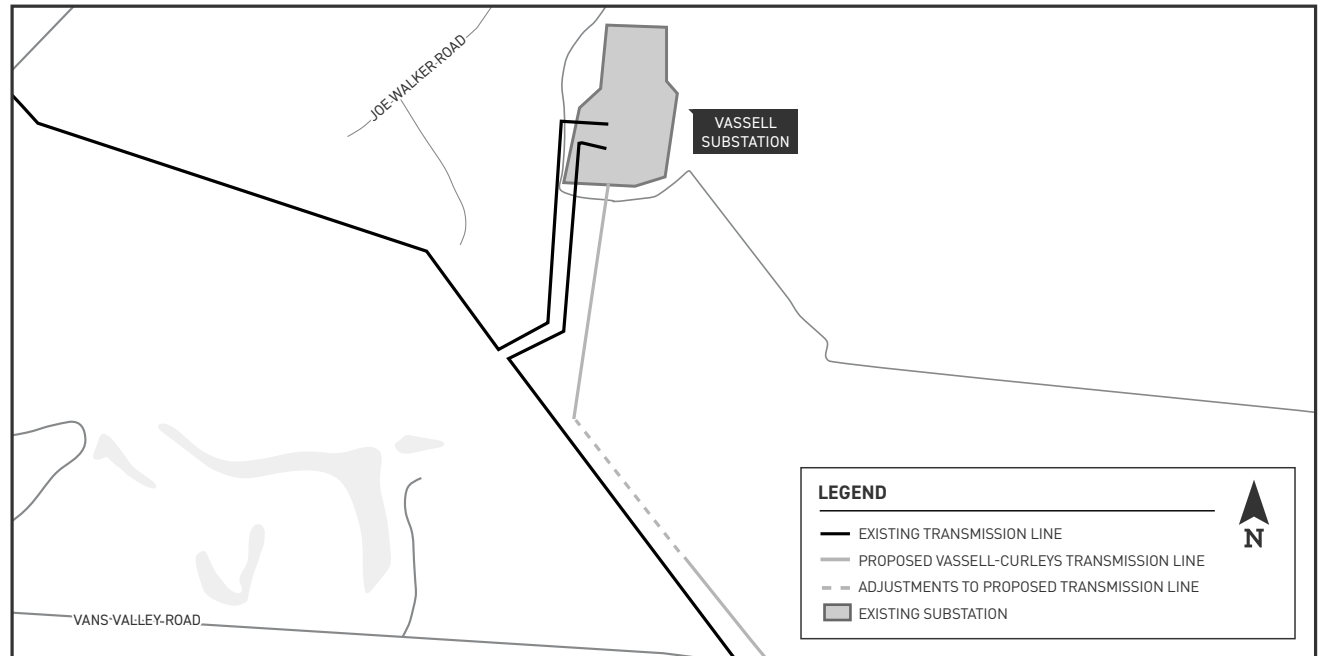 JOE WALKER ROAD
VASSELL
SUBSTATION
LEGEND
EXISTING TRANSMISSION LINE
N
PROPOSED VASSELL-CURLEYS TRANSMISSION LINE
ADJUSTMENTS TO PROPOSED TRANSMISSION LINE
EXISTING SUBSTATION
VANS VALLEY ROAD